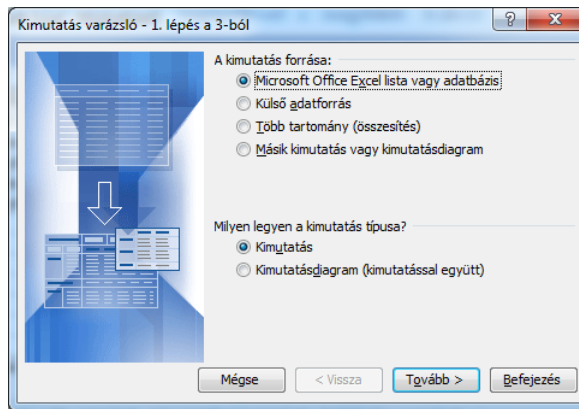 Kimutatás varázsló - 1. lépés a 3-ból
A kimutatás forrása:
Microsoft Office Excel lista vagy adatbázis
Külső adatforrás
Több tartomány (összesítés)
Másik kimutatás vagy kimutatásdiagram
Milyen legyen a kimutatás típusa?
Kimutatás
Kimutatásdiagram (kimutatással együtt)
Mégse
< Vissza
Tovább >
Befejezés